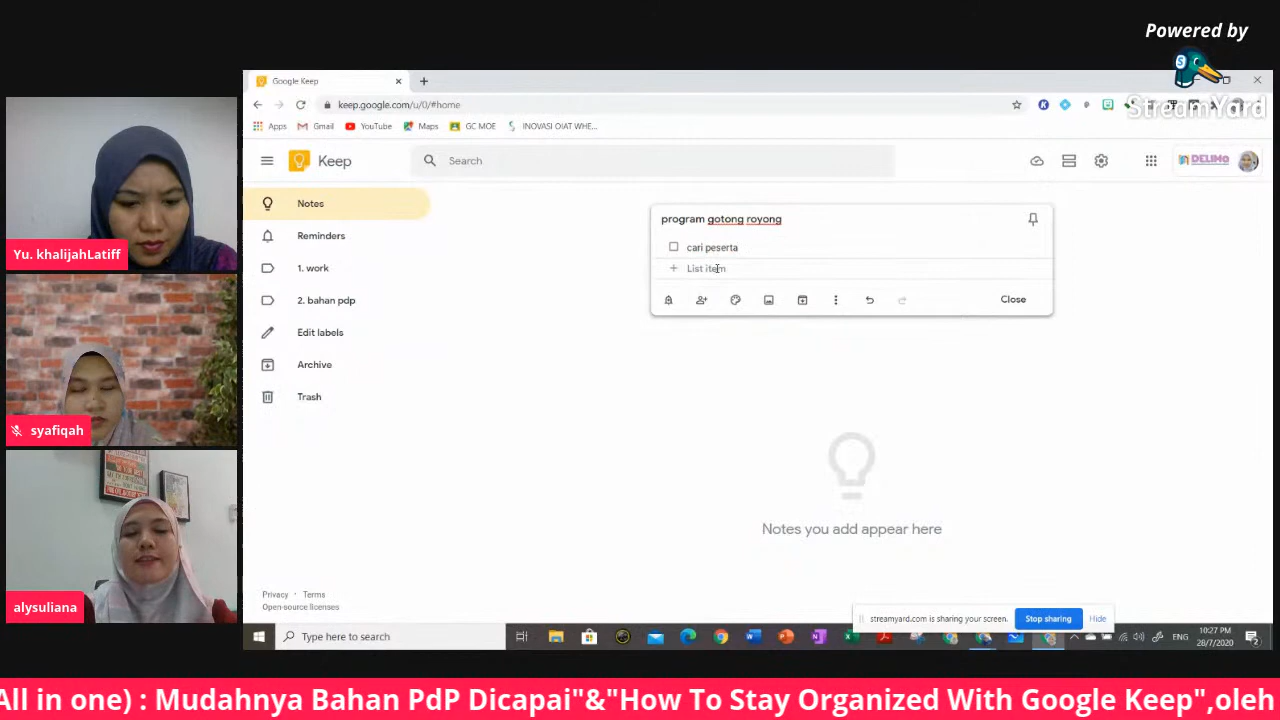 Powered by
StreamYard
Google Keep
keep.google.com/u/0/#home
Apps Gmail YouTube Maps GC MOE INOVASI OIAT WHE...
Keep
Search
DELIMa
Notes
Reminders
1. work
2. bahan pdp
Edit labels
Archive
Trash
program gotong royong
cari peserta
List item
Close
Notes you add appear here
Privacy · Terms
Open-source licenses
streamyard.com is sharing your screen.
Stop sharing
Hide
Type here to search
ENG
10:27 PM
28/7/2020
Yu. khalijahLatiff
syafiqah
alysuliana
All in one) : Mudahnya Bahan PdP Dicapai"&"How To Stay Organized With Google Keep",oleh